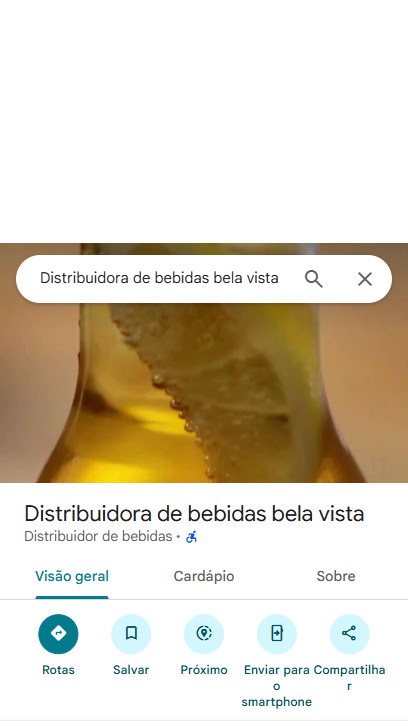 Distribuidora de bebidas bela vista
Distribuidora de bebidas bela vista
Distribuidor de bebidas ·
Visão geral Cardápio Sobre
Rotas Salvar Próximo Enviar para o smartphone Compartilhar